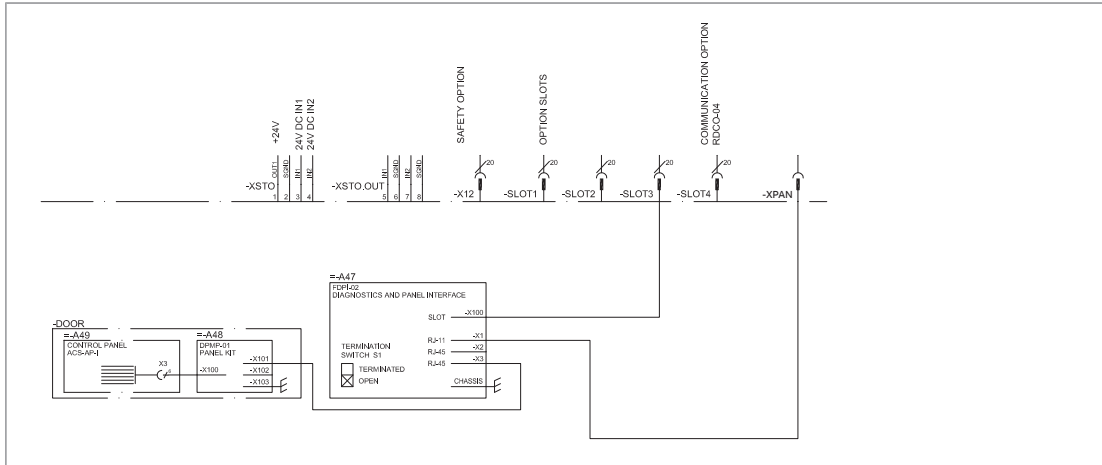 SAFETY OPTION
OPTION SLOTS
COMMUNICATION OPTION
RDCO-04
+24V
24V DC IN1
24V DC IN2
OUT1
SGND
IN1
IN2
IN1
SGND
IN2
SGND
20
20
20
20
20
-XSTO
1
2
3
4
-XSTO.OUT
5
6
7
8
-X12
-SLOT1
-SLOT2
-SLOT3
-SLOT4
-XPAN
=-A47
FDPI-02
DIAGNOSTICS AND PANEL INTERFACE
SLOT
-X100
RJ-11
-X1
-X2
RJ-45
-X3
RJ-45
TERMINATION
SWITCH S1
TERMINATED
OPEN
CHASSIS
-DOOR
=-A49
CONTROL PANEL
ACS-AP-I
X3
=-A48
DPMP-01
PANEL KIT
-X100
-X101
-X102
-X103